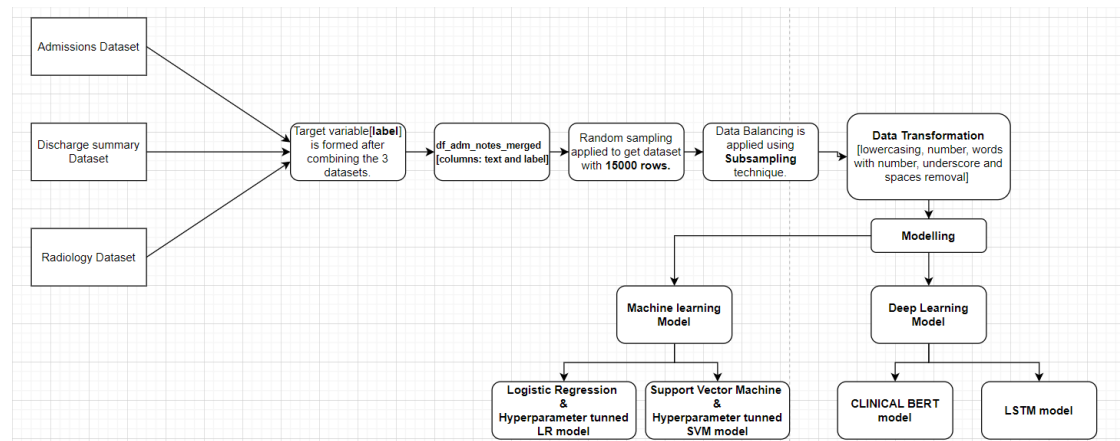 Admissions Dataset
Discharge summary
Dataset
Radiology Dataset
Target variable[label]
is formed after
combining the 3
datasets.
df_adm_notes_merged
[columns: text and label]
Random sampling
applied to get dataset
with 15000 rows.
Data Balancing is
applied using
Subsampling
technique.
Data Transformation
[lowercasing, number, words
with number, underscore and
spaces removal]
Modelling
Machine learning
Model
Deep Learning
Model
Logistic Regression
&
Hyperparameter tunned
LR model
Support Vector Machine
&
Hyperparameter tunned
SVM model
CLINICAL BERT
model
LSTM model